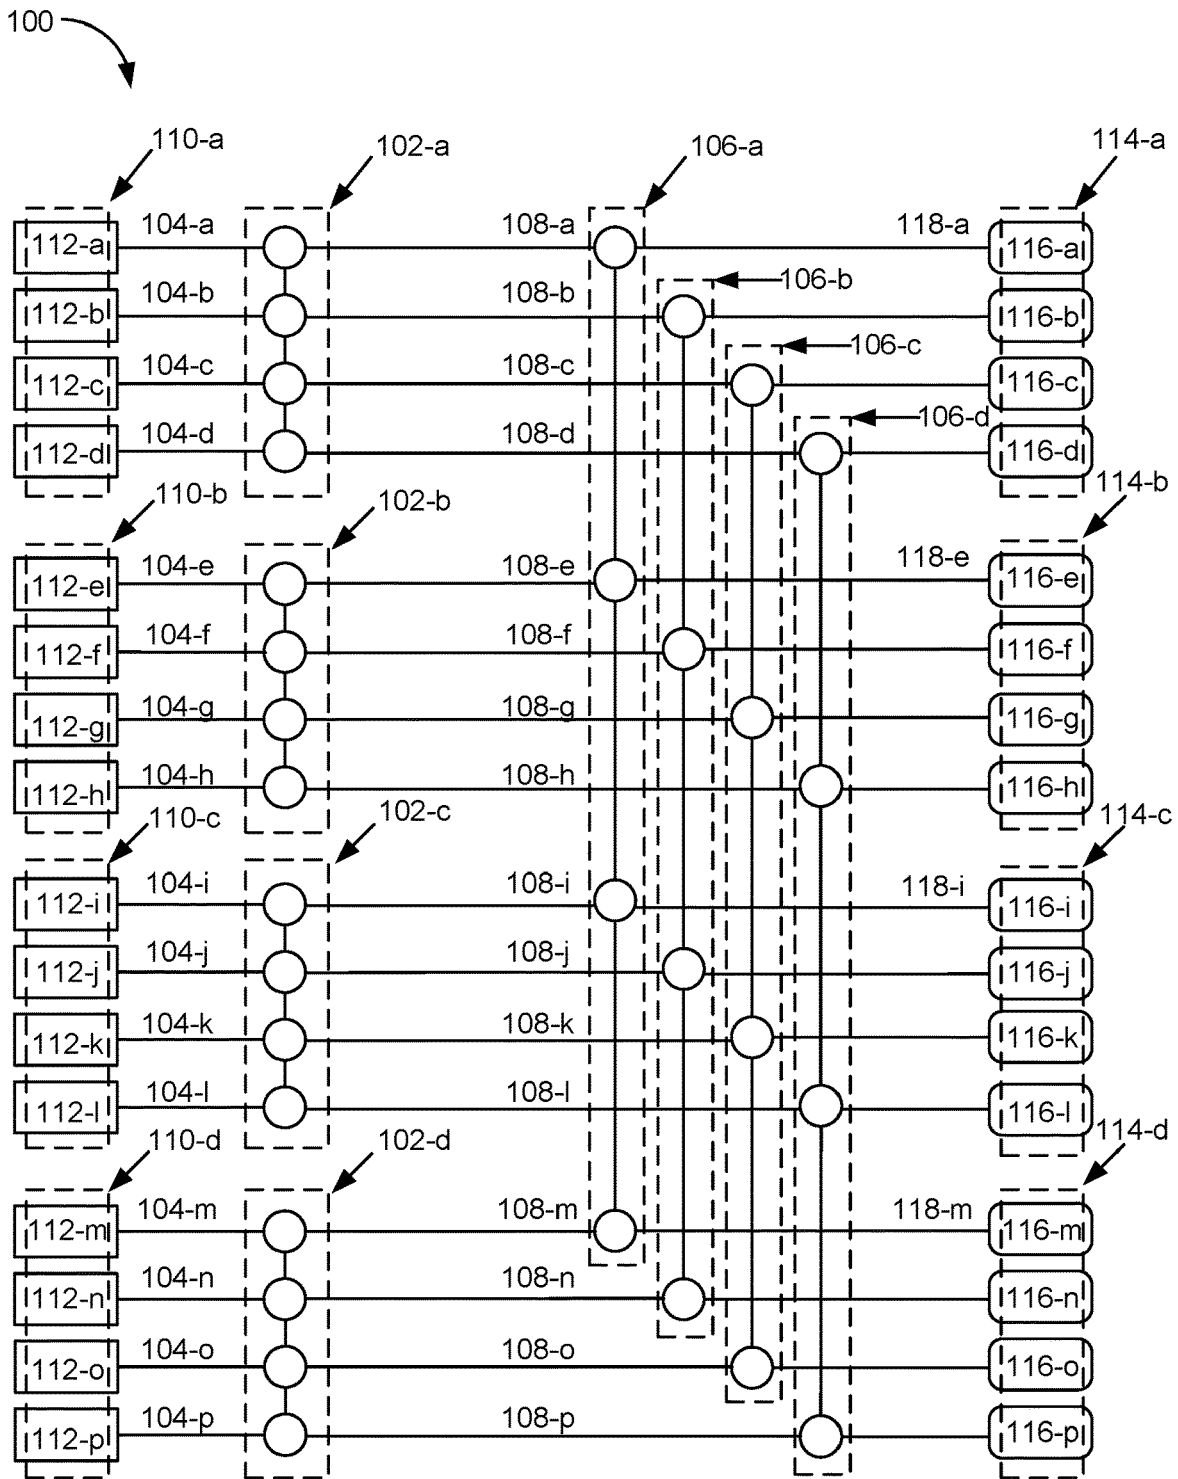 100
110-a 102-a 106-a 114-a
112-a 104-a 108-a 118-a 116-a
106-b
112-b 104-b 108-b 116-b
106-c
112-c 104-c 108-c 116-c
106-d
112-d 104-d 108-d 116-d
110-b 102-b 114-b
112-e 104-e 108-e 118-e 116-e
112-f 104-f 108-f 116-f
112-g 104-g 108-g 116-g
112-h 104-h 108-h 116-h
110-c 102-c 114-c
112-i 104-i 108-i 118-i 116-i
112-j 104-j 108-j 116-j
112-k 104-k 108-k 116-k
112-l 104-l 108-l 116-l
110-d 102-d 114-d
112-m 104-m 108-m 118-m 116-m
112-n 104-n 108-n 116-n
112-o 104-o 108-o 116-o
112-p 104-p 108-p 116-p